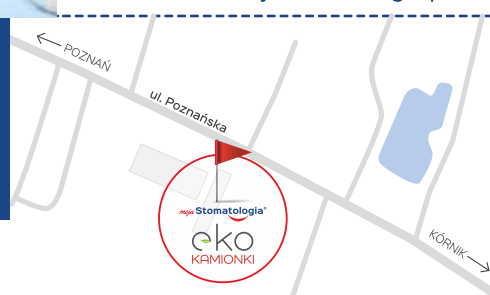 POZNAŃ
ul. Poznańska
moja Stomatologia®
eko
KAMIONKI
KÓRNIK